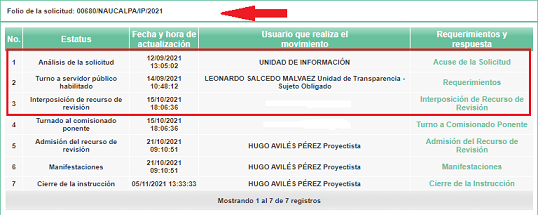 Folio de la solicitud: 00680/NAUCALPA/IP/2021
No. Estatus Fecha y hora de actualización Usuario que realiza el movimiento Requerimientos y respuesta
1 Análisis de la solicitud 12/09/2021 13:05:02 UNIDAD DE INFORMACIÓN Acuse de la Solicitud
2 Turno a servidor público habilitado 14/09/2021 10:48:12 LEONARDO SALCEDO MALVAEZ Unidad de Transparencia - Sujeto Obligado Requerimientos
3 Interposición de recurso de revisión 15/10/2021 18:06:36 Interposición de Recurso de Revisión
4 Turnado al comisionado ponente 15/10/2021 18:06:36 Turno a Comisionado Ponente
5 Admisión del recurso de revisión 21/10/2021 09:10:51 HUGO AVILÉS PÉREZ Proyectista Admisión del Recurso de Revisión
6 Manifestaciones 21/10/2021 09:10:51 HUGO AVILÉS PÉREZ Proyectista Manifestaciones
7 Cierre de la instrucción 05/11/2021 13:33:33 HUGO AVILÉS PÉREZ Proyectista Cierre de la Instrucción
Mostrando 1 al 7 de 7 registros